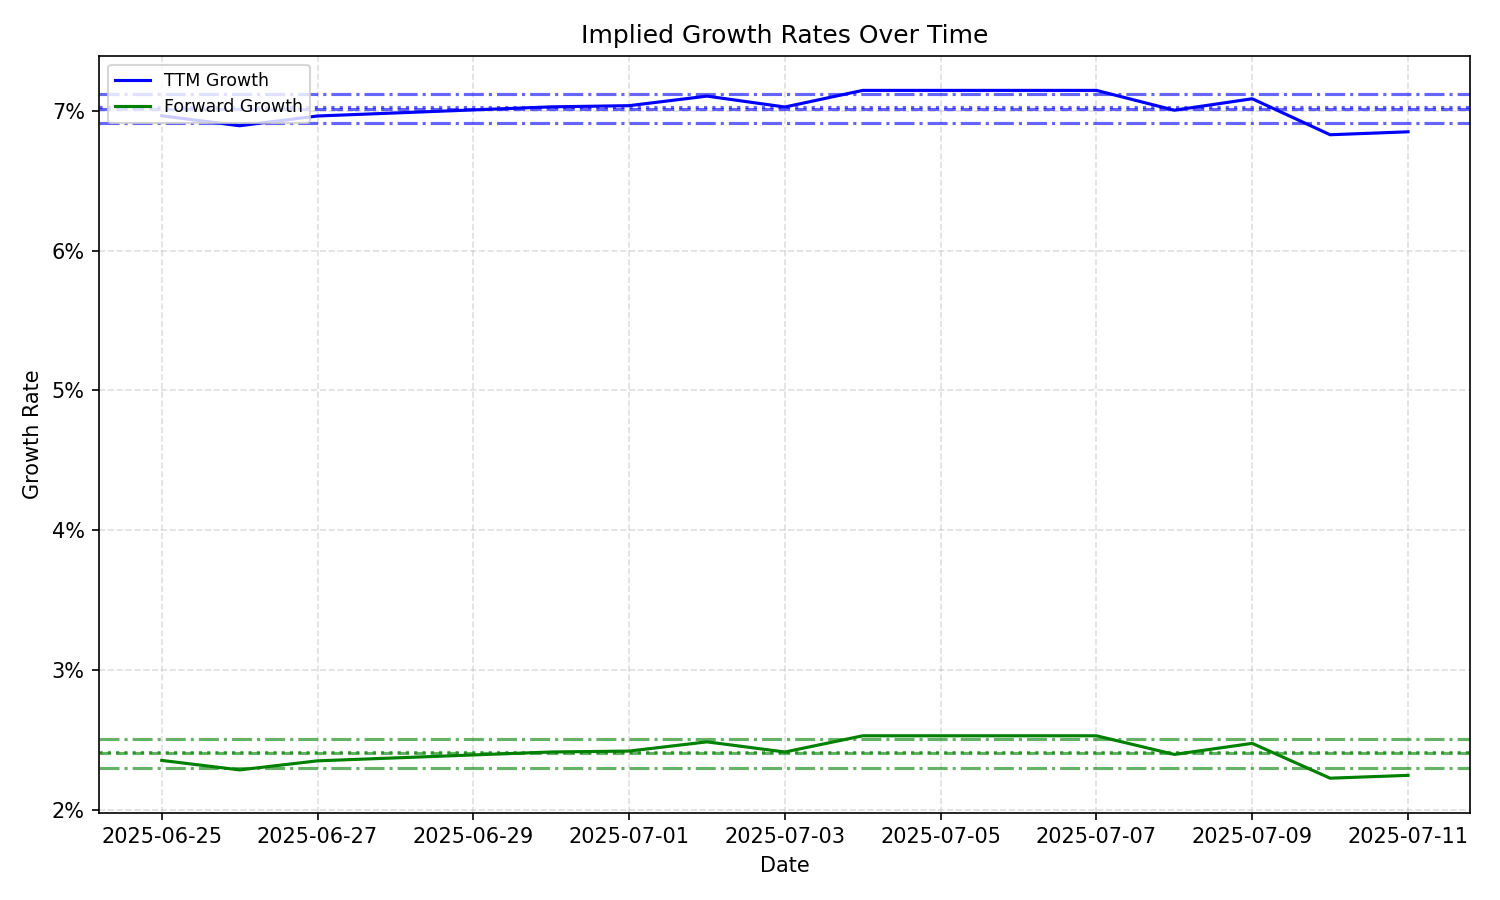 Implied Growth Rates Over Time
TTM Growth
Forward Growth
7%
6%
5%
4%
3%
2%
Growth Rate
2025-06-25 2025-06-27 2025-06-29 2025-07-01 2025-07-03 2025-07-05 2025-07-07 2025-07-09 2025-07-11
Date